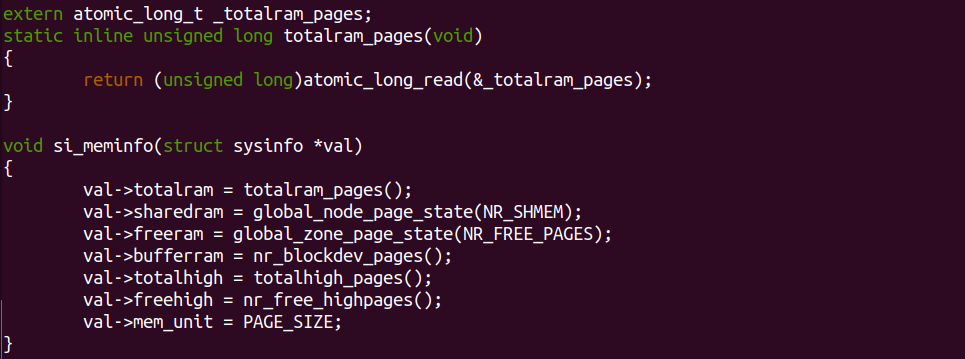 extern atomic_long_t _totalram_pages;
static inline unsigned long totalram_pages(void)
{
        return (unsigned long)atomic_long_read(&_totalram_pages);
}

void si_meminfo(struct sysinfo *val)
{
        val->totalram = totalram_pages();
        val->sharedram = global_node_page_state(NR_SHMEM);
        val->freeram = global_zone_page_state(NR_FREE_PAGES);
        val->bufferram = nr_blockdev_pages();
        val->totalhigh = totalhigh_pages();
        val->freehigh = nr_free_highpages();
        val->mem_unit = PAGE_SIZE;
}